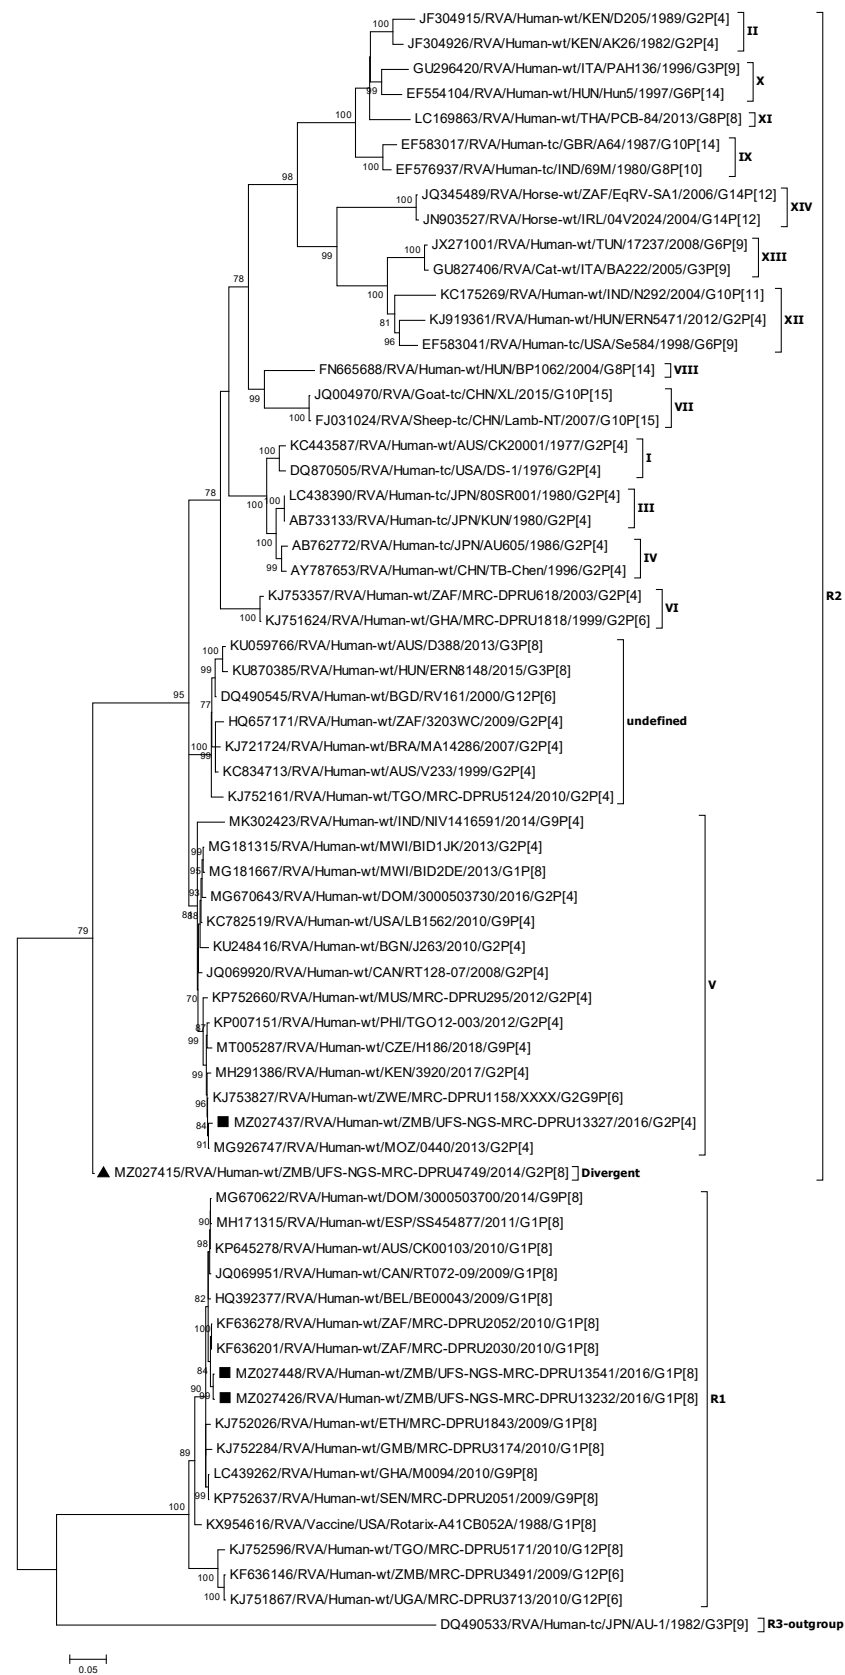 100 JF304915/RVA/Human-wt/KEN/D205/1989/G2P[4]
JF304926/RVA/Human-wt/KEN/AK26/1982/G2P[4]
II
GU296420/RVA/Human-wt/ITA/PAH136/1996/G3P[9]
99 EF554104/RVA/Human-wt/HUN/Hun5/1997/G6P[14]
X
100 LC169863/RVA/Human-wt/THA/PCB-84/2013/G8P[8] XI
EF583017/RVA/Human-tc/GBR/A64/1987/G10P[14]
100 EF576937/RVA/Human-tc/IND/69M/1980/G8P[10]
IX
98
100 JQ345489/RVA/Horse-wt/ZAF/EqRV-SA1/2006/G14P[12]
JN903527/RVA/Horse-wt/IRL/04V2024/2004/G14P[12]
XIV
99
100 JX271001/RVA/Human-wt/TUN/17237/2008/G6P[9]
GU827406/RVA/Cat-wt/ITA/BA222/2005/G3P[9]
XIII
78
100 KC175269/RVA/Human-wt/IND/N292/2004/G10P[11]
81 KJ919361/RVA/Human-wt/HUN/ERN5471/2012/G2P[4]
96 EF583041/RVA/Human-tc/USA/Se584/1998/G6P[9]
XII
FN665688/RVA/Human-wt/HUN/BP1062/2004/G8P[14] VIII
99 JQ004970/RVA/Goat-tc/CHN/XL/2015/G10P[15]
100 FJ031024/RVA/Sheep-tc/CHN/Lamb-NT/2007/G10P[15]
VII
100 KC443587/RVA/Human-wt/AUS/CK20001/1977/G2P[4]
DQ870505/RVA/Human-tc/USA/DS-1/1976/G2P[4]
I
78
100 100 LC438390/RVA/Human-tc/JPN/80SR001/1980/G2P[4]
AB733133/RVA/Human-tc/JPN/KUN/1980/G2P[4]
III
100 AB762772/RVA/Human-tc/JPN/AU605/1986/G2P[4]
99 AY787653/RVA/Human-wt/CHN/TB-Chen/1996/G2P[4]
IV
KJ753357/RVA/Human-wt/ZAF/MRC-DPRU618/2003/G2P[4]
100 KJ751624/RVA/Human-wt/GHA/MRC-DPRU1818/1999/G2P[6]
VI
R2
100 KU059766/RVA/Human-wt/AUS/D388/2013/G3P[8]
99 KU870385/RVA/Human-wt/HUN/ERN8148/2015/G3P[8]
95 DQ490545/RVA/Human-wt/BGD/RV161/2000/G12P[6]
77 HQ657171/RVA/Human-wt/ZAF/3203WC/2009/G2P[4]
undefined
100 KJ721724/RVA/Human-wt/BRA/MA14286/2007/G2P[4]
99 KC834713/RVA/Human-wt/AUS/V233/1999/G2P[4]
KJ752161/RVA/Human-wt/TGO/MRC-DPRU5124/2010/G2P[4]
MK302423/RVA/Human-wt/IND/NIV1416591/2014/G9P[4]
99 MG181315/RVA/Human-wt/MWI/BID1JK/2013/G2P[4]
95 MG181667/RVA/Human-wt/MWI/BID2DE/2013/G1P[8]
93 MG670643/RVA/Human-wt/DOM/3000503730/2016/G2P[4]
KC782519/RVA/Human-wt/USA/LB1562/2010/G9P[4]
79 KU248416/RVA/Human-wt/BGN/J263/2010/G2P[4]
JQ069920/RVA/Human-wt/CAN/RT128-07/2008/G2P[4]
V
70 KP752660/RVA/Human-wt/MUS/MRC-DPRU295/2012/G2P[4]
87 KP007151/RVA/Human-wt/PHI/TGO12-003/2012/G2P[4]
99 MT005287/RVA/Human-wt/CZE/H186/2018/G9P[4]
99 MH291386/RVA/Human-wt/KEN/3920/2017/G2P[4]
96 KJ753827/RVA/Human-wt/ZWE/MRC-DPRU1158/XXXX/G2G9P[6]
84 MZ027437/RVA/Human-wt/ZMB/UFS-NGS-MRC-DPRU13327/2016/G2P[4]
91 MG926747/RVA/Human-wt/MOZ/0440/2013/G2P[4]
MZ027415/RVA/Human-wt/ZMB/UFS-NGS-MRC-DPRU4749/2014/G2P[8] Divergent
MG670622/RVA/Human-wt/DOM/3000503700/2014/G9P[8]
90 MH171315/RVA/Human-wt/ESP/SS454877/2011/G1P[8]
98 KP645278/RVA/Human-wt/AUS/CK00103/2010/G1P[8]
JQ069951/RVA/Human-wt/CAN/RT072-09/2009/G1P[8]
82 HQ392377/RVA/Human-wt/BEL/BE00043/2009/G1P[8]
100 KF636278/RVA/Human-wt/ZAF/MRC-DPRU2052/2010/G1P[8]
KF636201/RVA/Human-wt/ZAF/MRC-DPRU2030/2010/G1P[8]
84 MZ027448/RVA/Human-wt/ZMB/UFS-NGS-MRC-DPRU13541/2016/G1P[8]
90 99 MZ027426/RVA/Human-wt/ZMB/UFS-NGS-MRC-DPRU13232/2016/G1P[8]
R1
KJ752026/RVA/Human-wt/ETH/MRC-DPRU1843/2009/G1P[8]
89 KJ752284/RVA/Human-wt/GMB/MRC-DPRU3174/2010/G1P[8]
LC439262/RVA/Human-wt/GHA/M0094/2010/G9P[8]
99 KP752637/RVA/Human-wt/SEN/MRC-DPRU2051/2009/G9P[8]
100 KX954616/RVA/Vaccine/USA/Rotarix-A41CB052A/1988/G1P[8]
KJ752596/RVA/Human-wt/TGO/MRC-DPRU5171/2010/G12P[8]
100 KF636146/RVA/Human-wt/ZMB/MRC-DPRU3491/2009/G12P[6]
100 KJ751867/RVA/Human-wt/UGA/MRC-DPRU3713/2010/G12P[6]
DQ490533/RVA/Human-tc/JPN/AU-1/1982/G3P[9] R3-outgroup
0.05